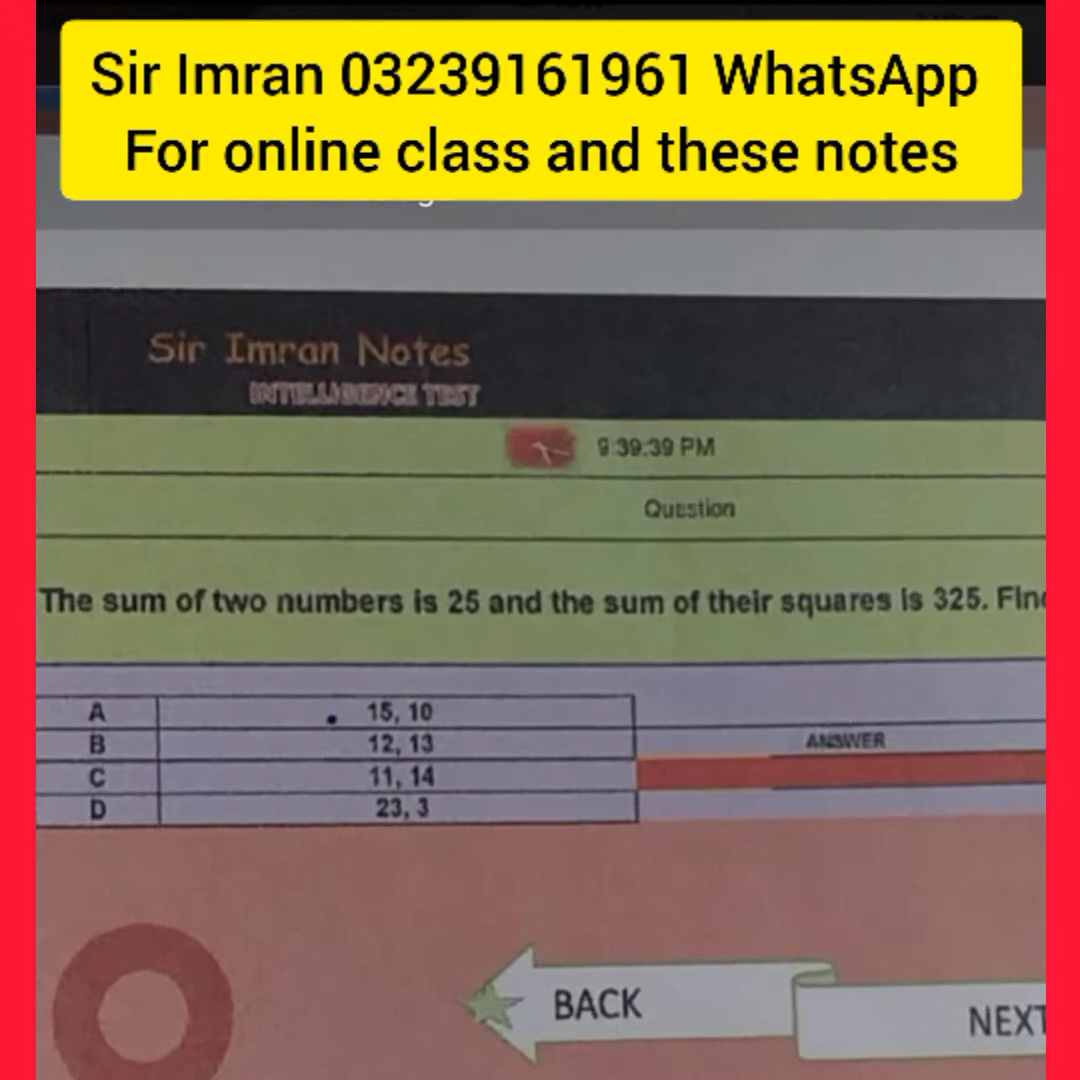 Sir Imran 03239161961 WhatsApp
For online class and these notes
Sir Imran Notes
INTELLIGENCE TEST
9:39:39 PM
Question
The sum of two numbers is 25 and the sum of their squares is 325.
A 15, 10
B 12, 13
ANSWER
C 11, 14
D 23, 3
BACK
NEXT